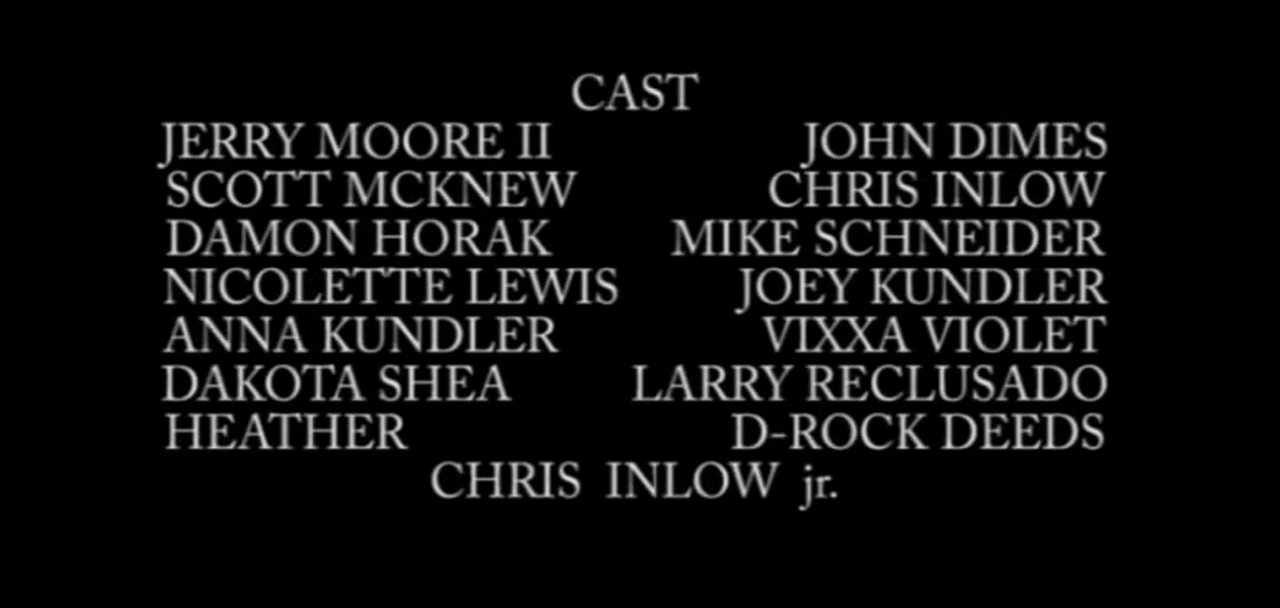 CAST
JERRY MOORE II JOHN DIMES
SCOTT MCKNEW CHRIS INLOW
DAMON HORAK MIKE SCHNEIDER
NICOLETTE LEWIS JOEY KUNDLER
ANNA KUNDLER VIXXA VIOLET
DAKOTA SHEA LARRY RECLUSADO
HEATHER D-ROCK DEEDS
CHRIS INLOW jr.